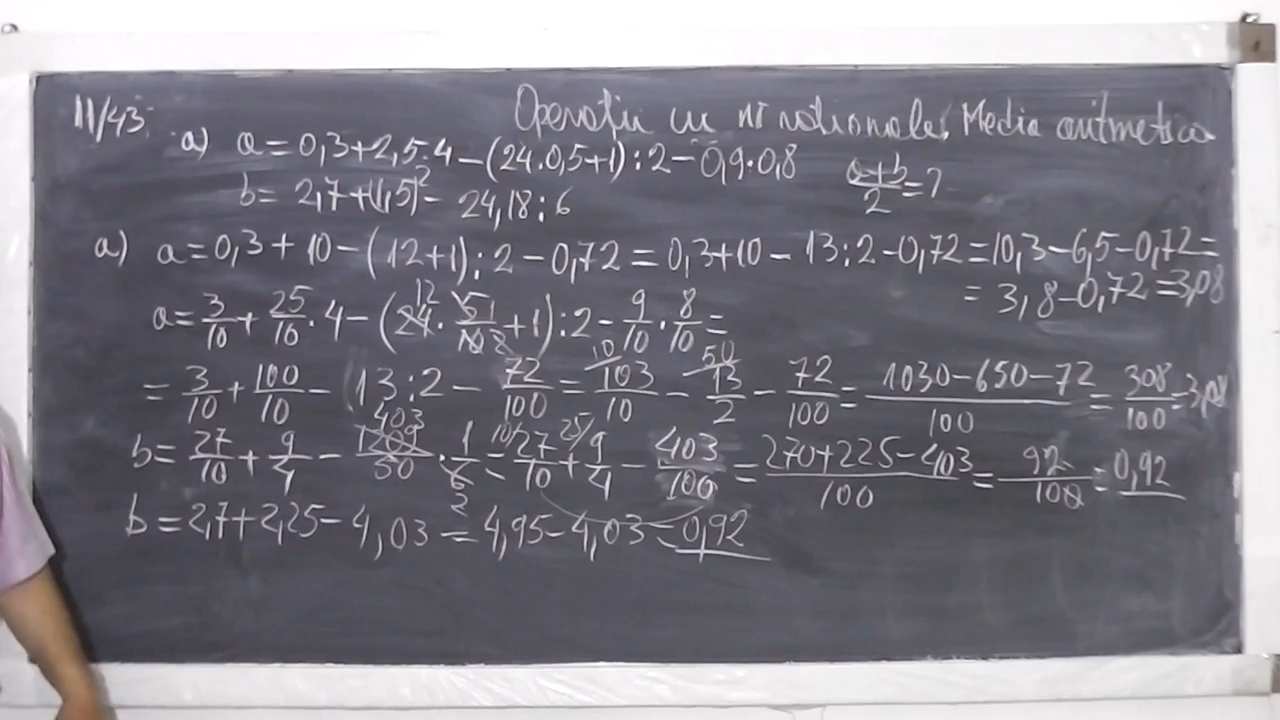 11/43
Operații cu nr raționale, Media aritmetica
a) a=0,3+2,5·4-(24·0,5+1):2-0,9·0,8
(a+b)/2=?
b= 2,7+(1,5)²- 24,18:6
a) a=0,3+10-(12+1):2-0,72=0,3+10-13:2-0,72=10,3-6,5-0,72=
= 3,8-0,72=3,08
a=3/10+25/10·4-(24·5/10+1):2-9/10·8/10=
=3/10+100/10-13:2-72/100=103/10-13/2-72/100=(1030-650-72)/100=308/100=3,08
b=27/10+9/4-1209/50·1/6=27/10+9/4-403/100=(270+225-403)/100=92/100=0,92
b=2,7+2,25-4,03=4,95-4,03=0,92